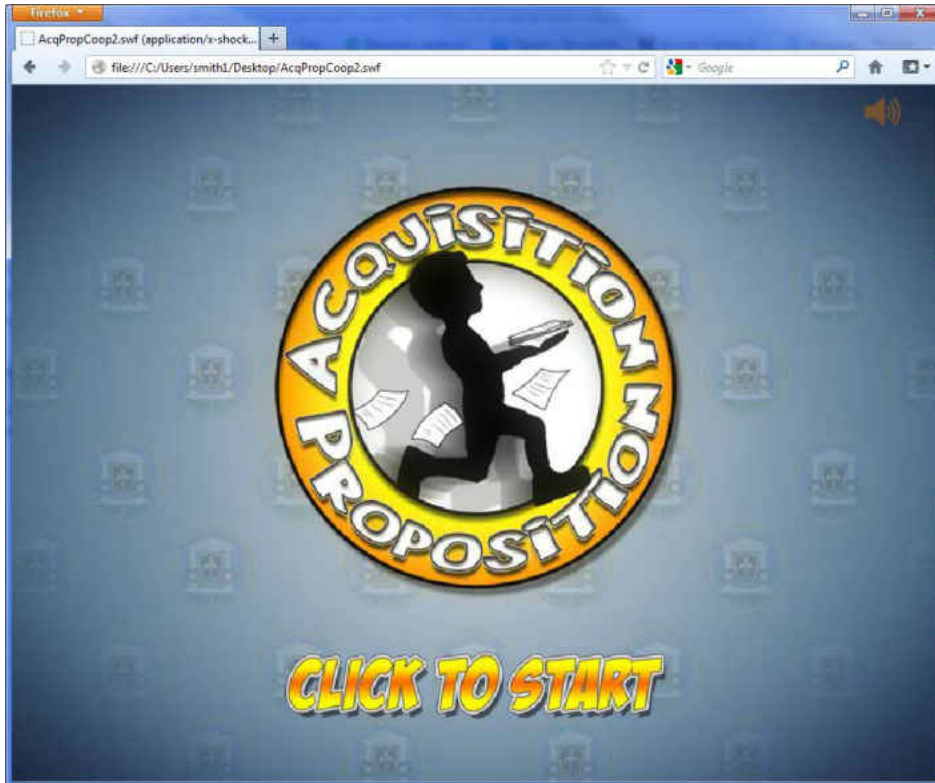 Firefox
AcqPropCoop2.swf (application/x-shock...
file:///C:/Users/smith1/Desktop/AcqPropCoop2.swf
Google
ACQUISITION
PROPOSITION
CLICK TO START